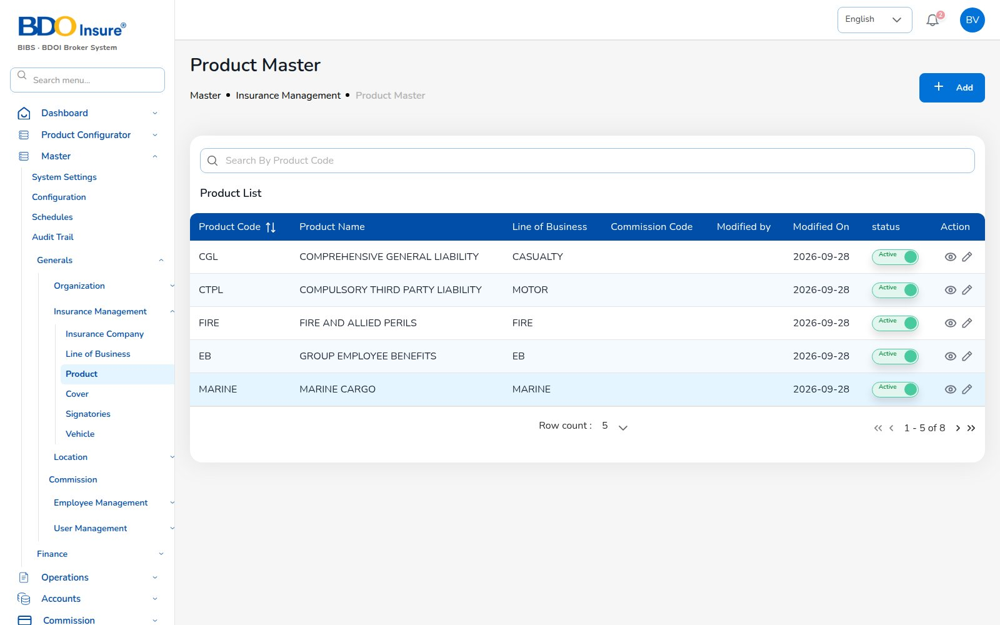 BDO Insure®
BIBS · BDOI Broker System
English
2
BV
Search menu...
Dashboard
Product Configurator
Master
System Settings
Configuration
Schedules
Audit Trail
Generals
Organization
Insurance Management
Insurance Company
Line of Business
Product
Cover
Signatories
Vehicle
Location
Commission
Employee Management
User Management
Finance
Operations
Accounts
Commission
Product Master
Master • Insurance Management • Product Master
Add
Search By Product Code
Product List
Product Code Product Name Line of Business Commission Code Modified by Modified On status Action
CGL COMPREHENSIVE GENERAL LIABILITY CASUALTY 2026-09-28 Active
CTPL COMPULSORY THIRD PARTY LIABILITY MOTOR 2026-09-28 Active
FIRE FIRE AND ALLIED PERILS FIRE 2026-09-28 Active
EB GROUP EMPLOYEE BENEFITS EB 2026-09-28 Active
MARINE MARINE CARGO MARINE 2026-09-28 Active
Row count : 5
1 - 5 of 8